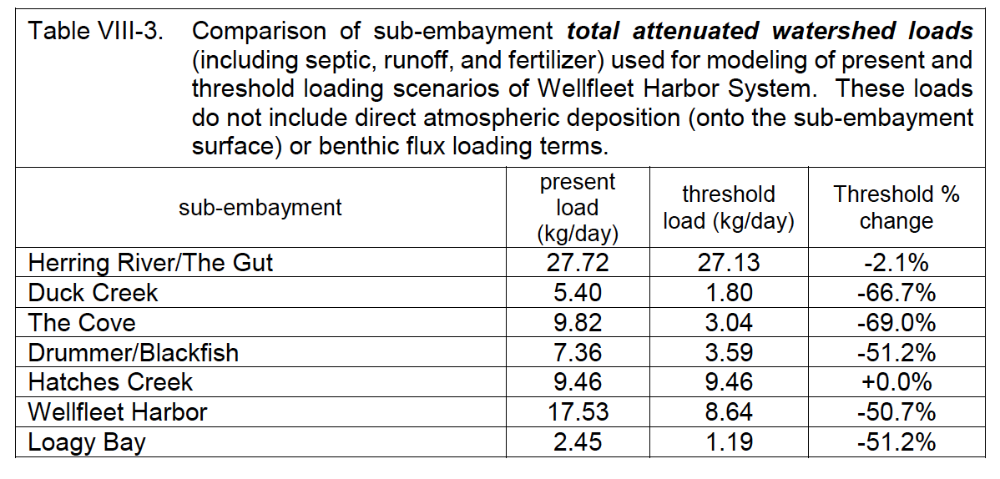 Table VIII-3. Comparison of sub-embayment total attenuated watershed loads
(including septic, runoff, and fertilizer) used for modeling of present and
threshold loading scenarios of Wellfleet Harbor System. These loads
do not include direct atmospheric deposition (onto the sub-embayment
surface) or benthic flux loading terms.
sub-embayment present load (kg/day) threshold load (kg/day) Threshold % change
Herring River/The Gut 27.72 27.13 -2.1%
Duck Creek 5.40 1.80 -66.7%
The Cove 9.82 3.04 -69.0%
Drummer/Blackfish 7.36 3.59 -51.2%
Hatches Creek 9.46 9.46 +0.0%
Wellfleet Harbor 17.53 8.64 -50.7%
Loagy Bay 2.45 1.19 -51.2%